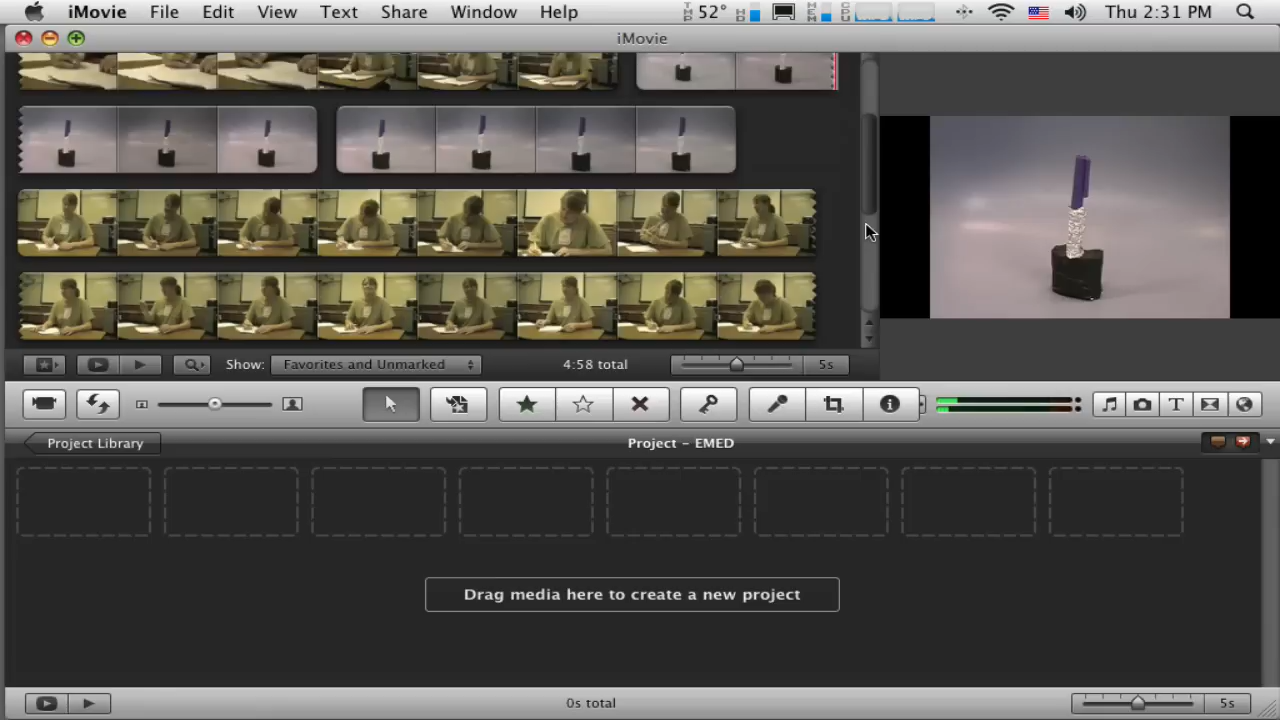 iMovie File Edit View Text Share Window Help 52° Thu 2:31 PM
iMovie
Show: Favorites and Unmarked 4:58 total 5s
Project Library Project – EMED
Drag media here to create a new project
0s total 5s